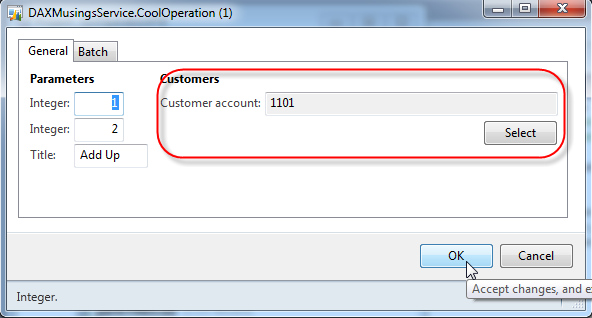 DAXMusingsService.CoolOperation (1)
General Batch
Parameters Customers
Integer: 1 Customer account: 1101
Integer: 2 Select
Title: Add Up
OK Cancel
Accept changes, and
Integer.